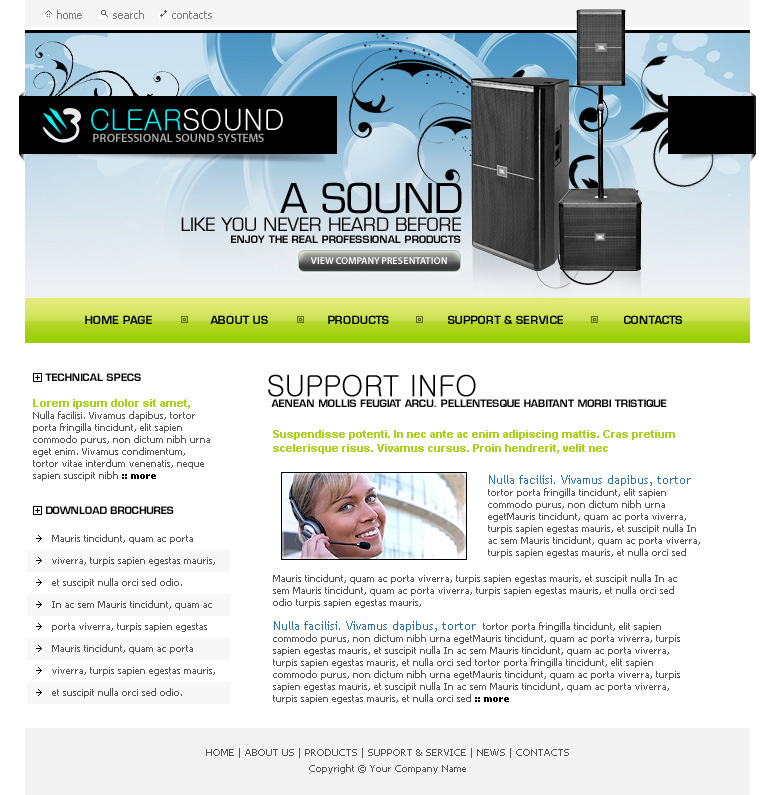 home search contacts
CLEARSOUND
PROFESSIONAL SOUND SYSTEMS
A SOUND
LIKE YOU NEVER HEARD BEFORE
ENJOY THE REAL PROFESSIONAL PRODUCTS
VIEW COMPANY PRESENTATION
HOME PAGE ABOUT US PRODUCTS SUPPORT & SERVICE CONTACTS
TECHNICAL SPECS
Lorem ipsum dolor sit amet,
Nulla facilisi. Vivamus dapibus, tortor
porta fringilla tincidunt, elit sapien
commodo purus, non dictum nibh urna
eget enim. Vivamus condimentum,
tortor vitae interdum venenatis, neque
sapien suscipit nibh :: more
DOWNLOAD BROCHURES
Mauris tincidunt, quam ac porta
viverra, turpis sapien egestas mauris,
et suscipit nulla orci sed odio.
In ac sem Mauris tincidunt, quam ac
porta viverra, turpis sapien egestas
Mauris tincidunt, quam ac porta
viverra, turpis sapien egestas mauris,
et suscipit nulla orci sed odio.
SUPPORT INFO
AENEAN MOLLIS FEUGIAT ARCU. PELLENTESQUE HABITANT MORBI TRISTIQUE
Suspendisse potenti. In nec ante ac enim adipiscing mattis. Cras pretium
scelerisque risus. Vivamus cursus. Proin hendrerit, velit nec
Nulla facilisi. Vivamus dapibus, tortor
tortor porta fringilla tincidunt, elit sapien
commodo purus, non dictum nibh urna
egetMauris tincidunt, quam ac porta viverra,
turpis sapien egestas mauris, et suscipit nulla In
ac sem Mauris tincidunt, quam ac porta viverra,
turpis sapien egestas mauris, et nulla orci sed
Mauris tincidunt, quam ac porta viverra, turpis sapien egestas mauris, et suscipit nulla In ac
sem Mauris tincidunt, quam ac porta viverra, turpis sapien egestas mauris, et nulla orci sed
odio turpis sapien egestas mauris,
Nulla facilisi. Vivamus dapibus, tortor tortor porta fringilla tincidunt, elit sapien
commodo purus, non dictum nibh urna egetMauris tincidunt, quam ac porta viverra, turpis
sapien egestas mauris, et suscipit nulla In ac sem Mauris tincidunt, quam ac porta viverra,
turpis sapien egestas mauris, et nulla orci sed tortor porta fringilla tincidunt, elit sapien
commodo purus, non dictum nibh urna egetMauris tincidunt, quam ac porta viverra, turpis
sapien egestas mauris, et suscipit nulla In ac sem Mauris tincidunt, quam ac porta viverra,
turpis sapien egestas mauris, et nulla orci sed :: more
HOME | ABOUT US | PRODUCTS | SUPPORT & SERVICE | NEWS | CONTACTS
Copyright © Your Company Name